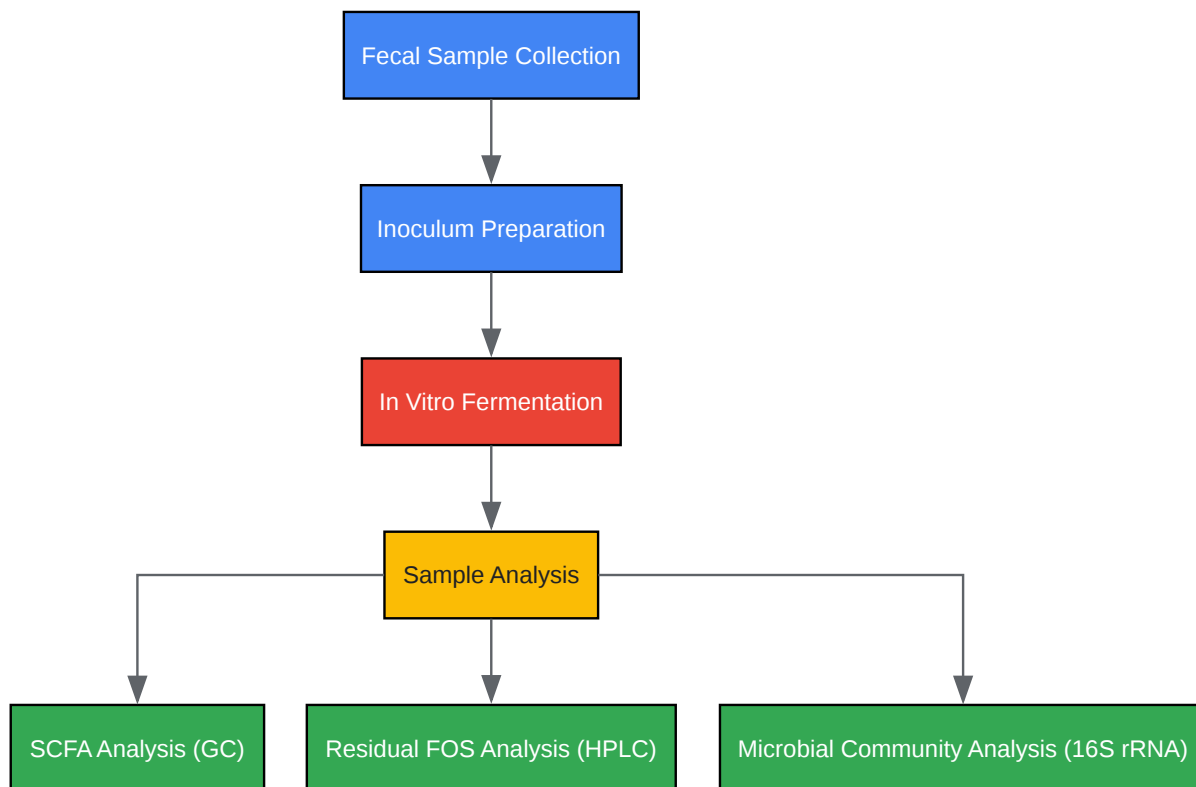 Fecal Sample Collection
Inoculum Preparation
In Vitro Fermentation
Sample Analysis
SCFA Analysis (GC)
Residual FOS Analysis (HPLC)
Microbial Community Analysis (16S rRNA)